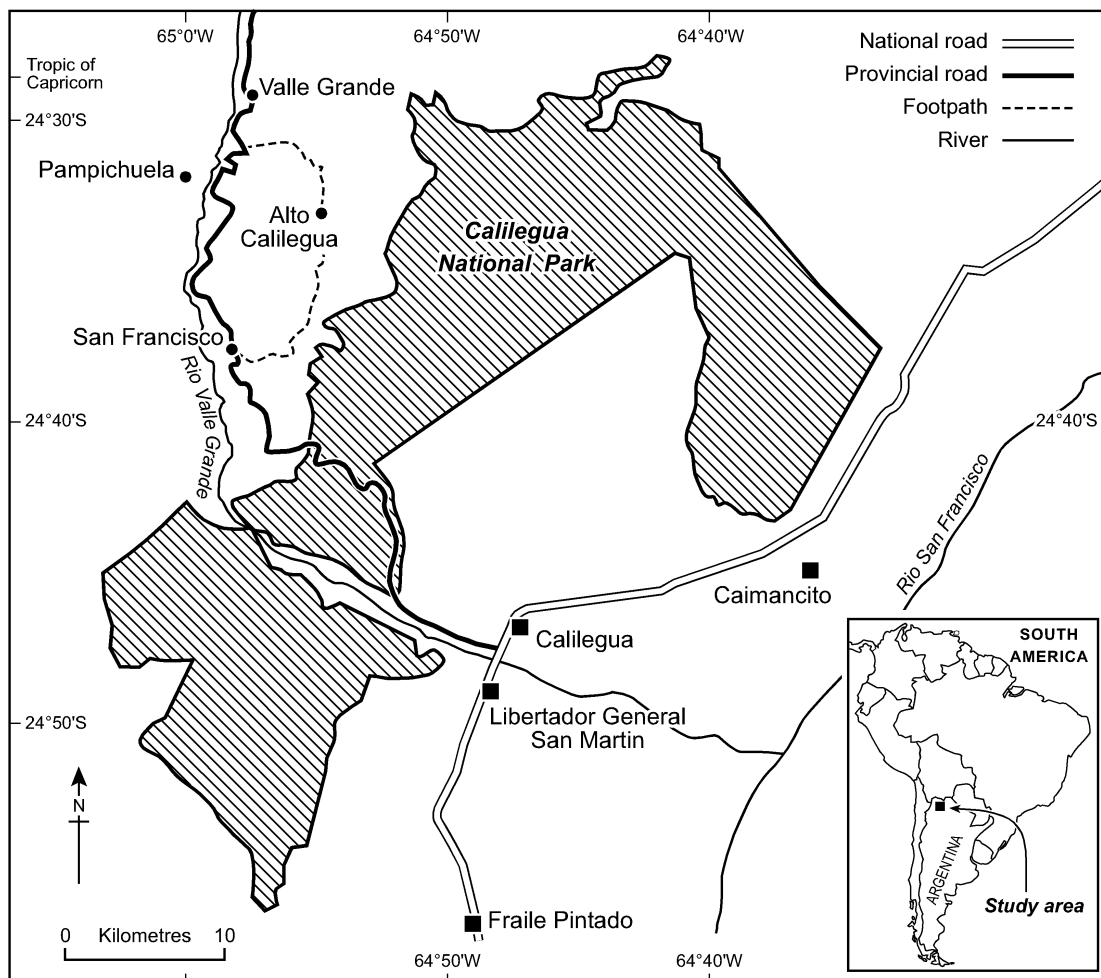 65°0'W
64°50'W
64°40'W
National road
Provincial road
Footpath
River
Tropic of
Capricorn
Valle Grande
24°30'S
Pampichuela
Alto
Calilegua
Calilegua
National Park
San Francisco
Rio Valle Grande
24°40'S
24°40'S
Rio San Francisco
Caimancito
Calilegua
Libertador General
San Martin
24°50'S
N
SOUTH
AMERICA
ARGENTINA
Study area
Fraile Pintado
0 Kilometres 10
64°50'W
64°40'W